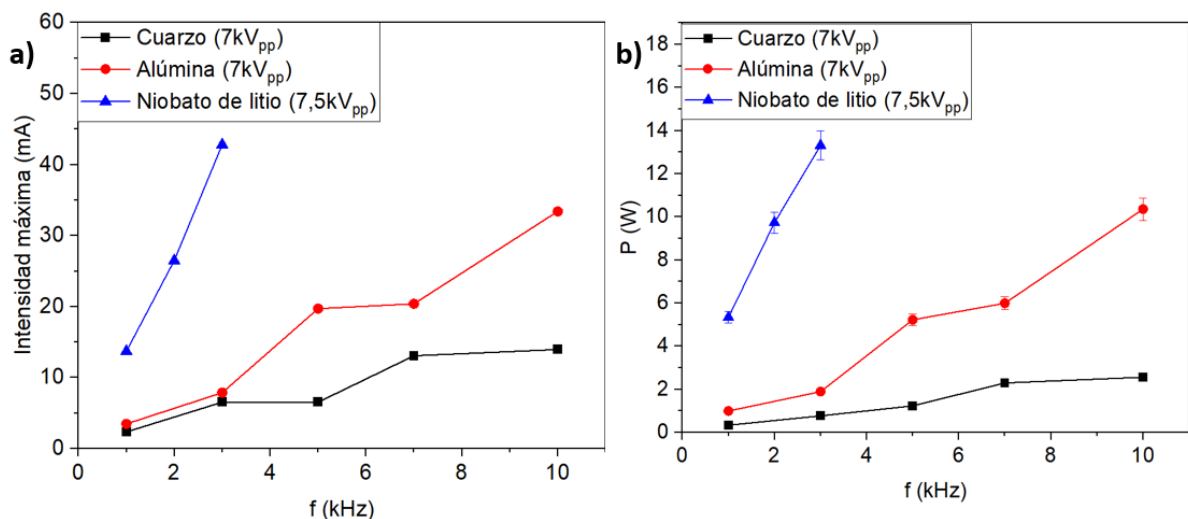 a)
Cuarzo (7kVpp)
Alúmina (7kVpp)
Niobato de litio (7,5kVpp)
Intensidad máxima (mA)
60
50
40
30
20
10
0
0 2 4 6 8 10
f (kHz)
b)
Cuarzo (7kVpp)
Alúmina (7kVpp)
Niobato de litio (7,5kVpp)
P (W)
18
16
14
12
10
8
6
4
2
0
0 2 4 6 8 10
f (kHz)